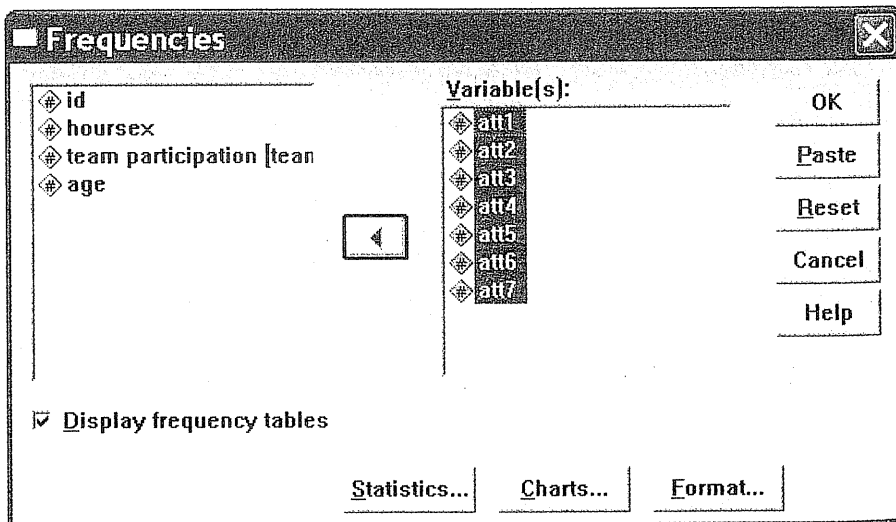 Frequencies
id
hoursex
team participation [tean
age
Variable(s):
att1
att2
att3
att4
att5
att6
att7
OK
Paste
Reset
Cancel
Help
Display frequency tables
Statistics...
Charts...
Format...